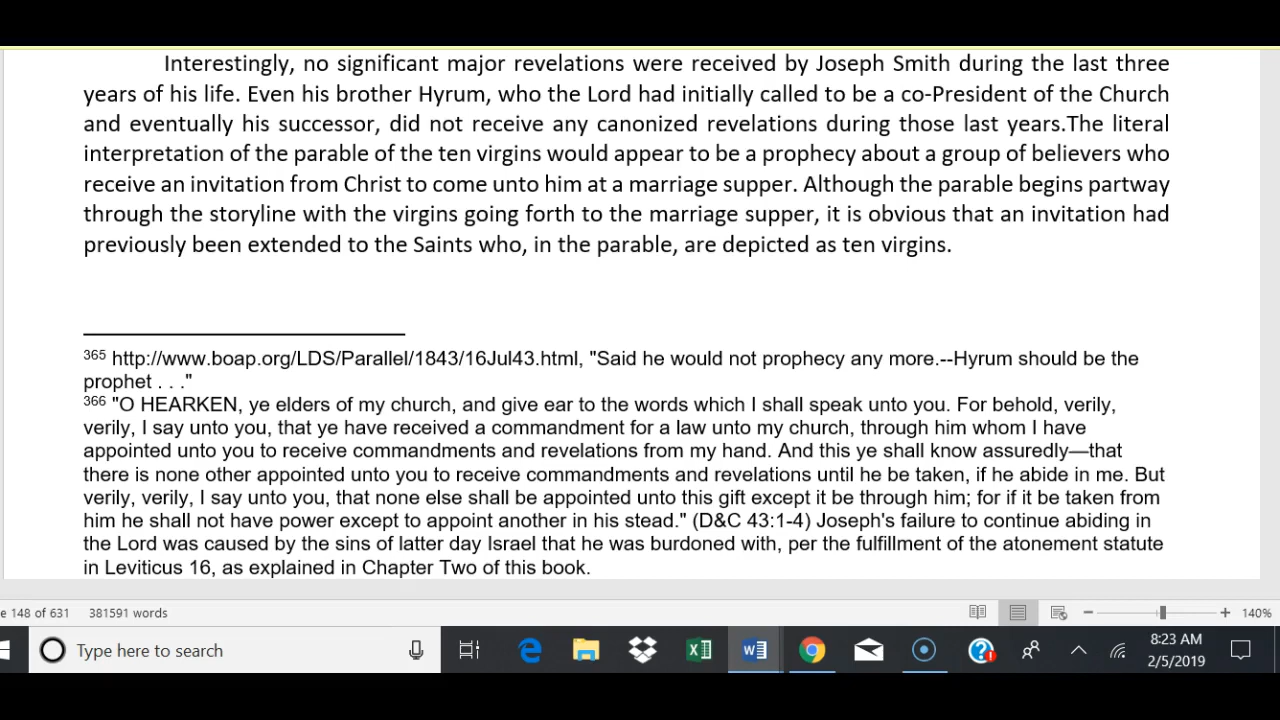 Interestingly, no significant major revelations were received by Joseph Smith during the last three
years of his life. Even his brother Hyrum, who the Lord had initially called to be a co-President of the Church
and eventually his successor, did not receive any canonized revelations during those last years.The literal
interpretation of the parable of the ten virgins would appear to be a prophecy about a group of believers who
receive an invitation from Christ to come unto him at a marriage supper. Although the parable begins partway
through the storyline with the virgins going forth to the marriage supper, it is obvious that an invitation had
previously been extended to the Saints who, in the parable, are depicted as ten virgins.
365 http://www.boap.org/LDS/Parallel/1843/16Jul43.html, "Said he would not prophecy any more.--Hyrum should be the
prophet . . ."
366 "O HEARKEN, ye elders of my church, and give ear to the words which I shall speak unto you. For behold, verily,
verily, I say unto you, that ye have received a commandment for a law unto my church, through him whom I have
appointed unto you to receive commandments and revelations from my hand. And this ye shall know assuredly—that
there is none other appointed unto you to receive commandments and revelations until he be taken, if he abide in me. But
verily, verily, I say unto you, that none else shall be appointed unto this gift except it be through him; for if it be taken from
him he shall not have power except to appoint another in his stead." (D&C 43:1-4) Joseph's failure to continue abiding in
the Lord was caused by the sins of latter day Israel that he was burdoned with, per the fulfillment of the atonement statute
in Leviticus 16, as explained in Chapter Two of this book.
e 148 of 631 381591 words 140%
Type here to search
8:23 AM
2/5/2019